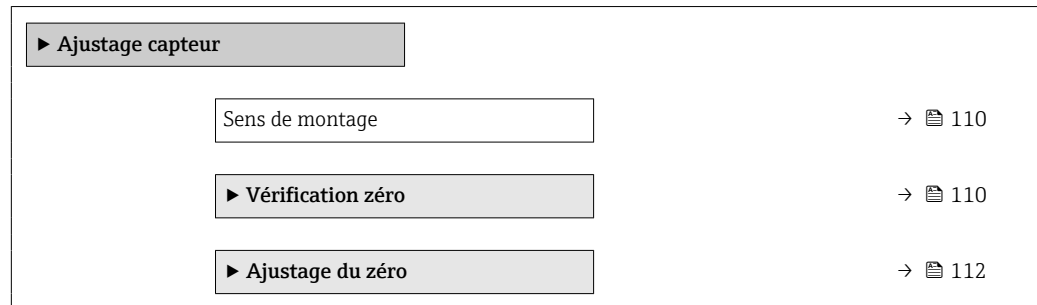 ▶ Ajustage capteur
Sens de montage → 110
▶ Vérification zéro → 110
▶ Ajustage du zéro → 112